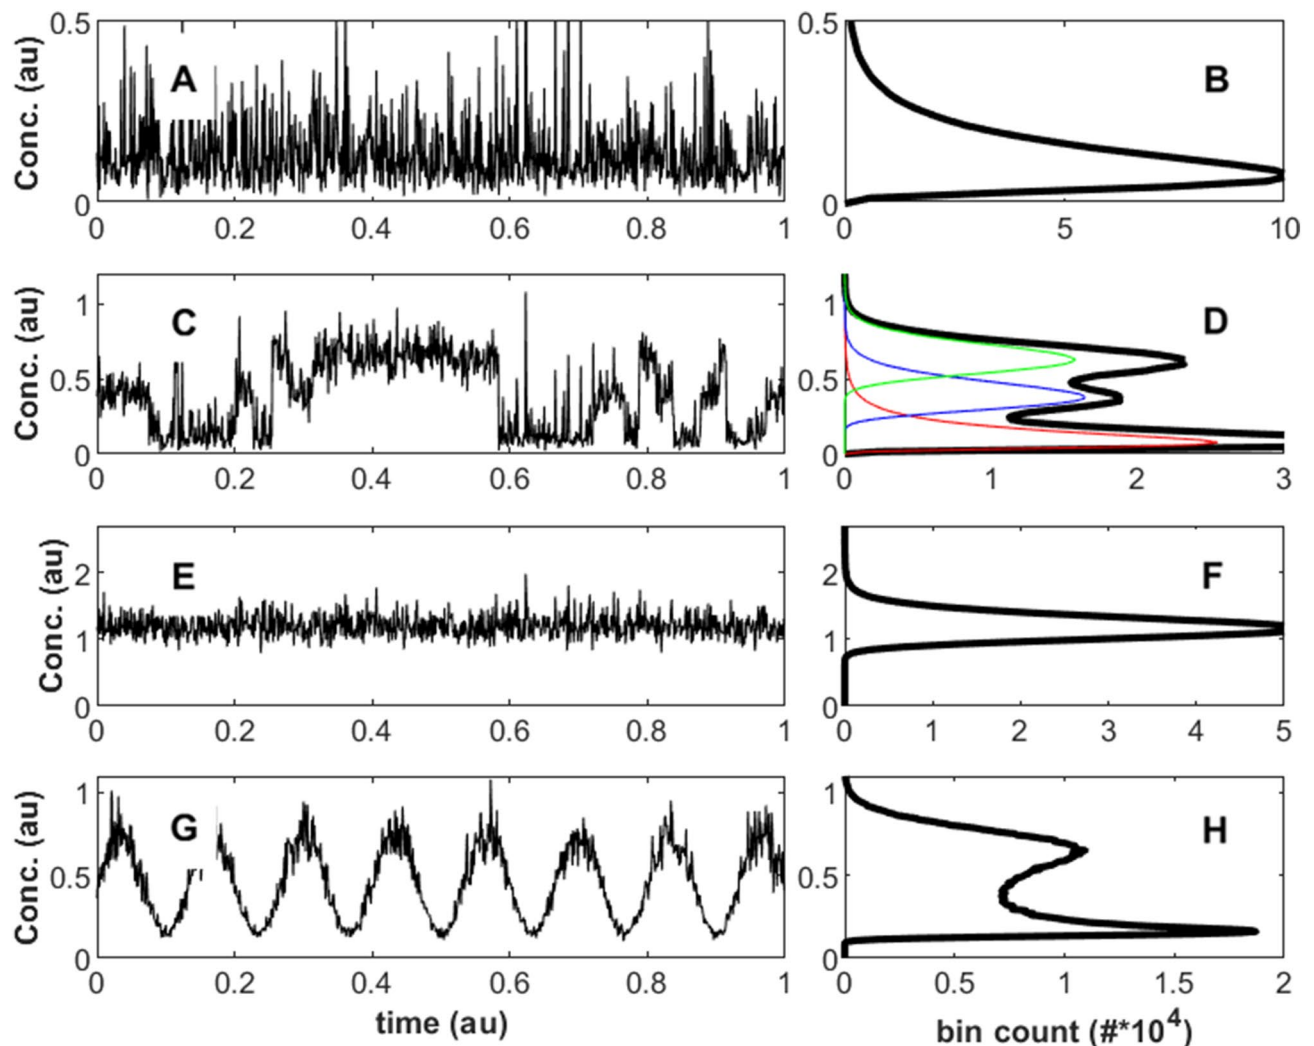 0.5 A 0.5 B
Conc. (au)
0 0
0 0.2 0.4 0.6 0.8 1 0 5 10
1 C 1 D
Conc. (au)
0.5 0.5
0 0
0 0.2 0.4 0.6 0.8 1 0 1 2 3
2 E 2 F
Conc. (au)
1 1
0 0
0 0.2 0.4 0.6 0.8 1 0 1 2 3 4 5
1 G 1 H
Conc. (au)
0.5 0.5
0 0
0 0.2 0.4 0.6 0.8 1 0 0.5 1 1.5 2
time (au) bin count (#*10⁴)